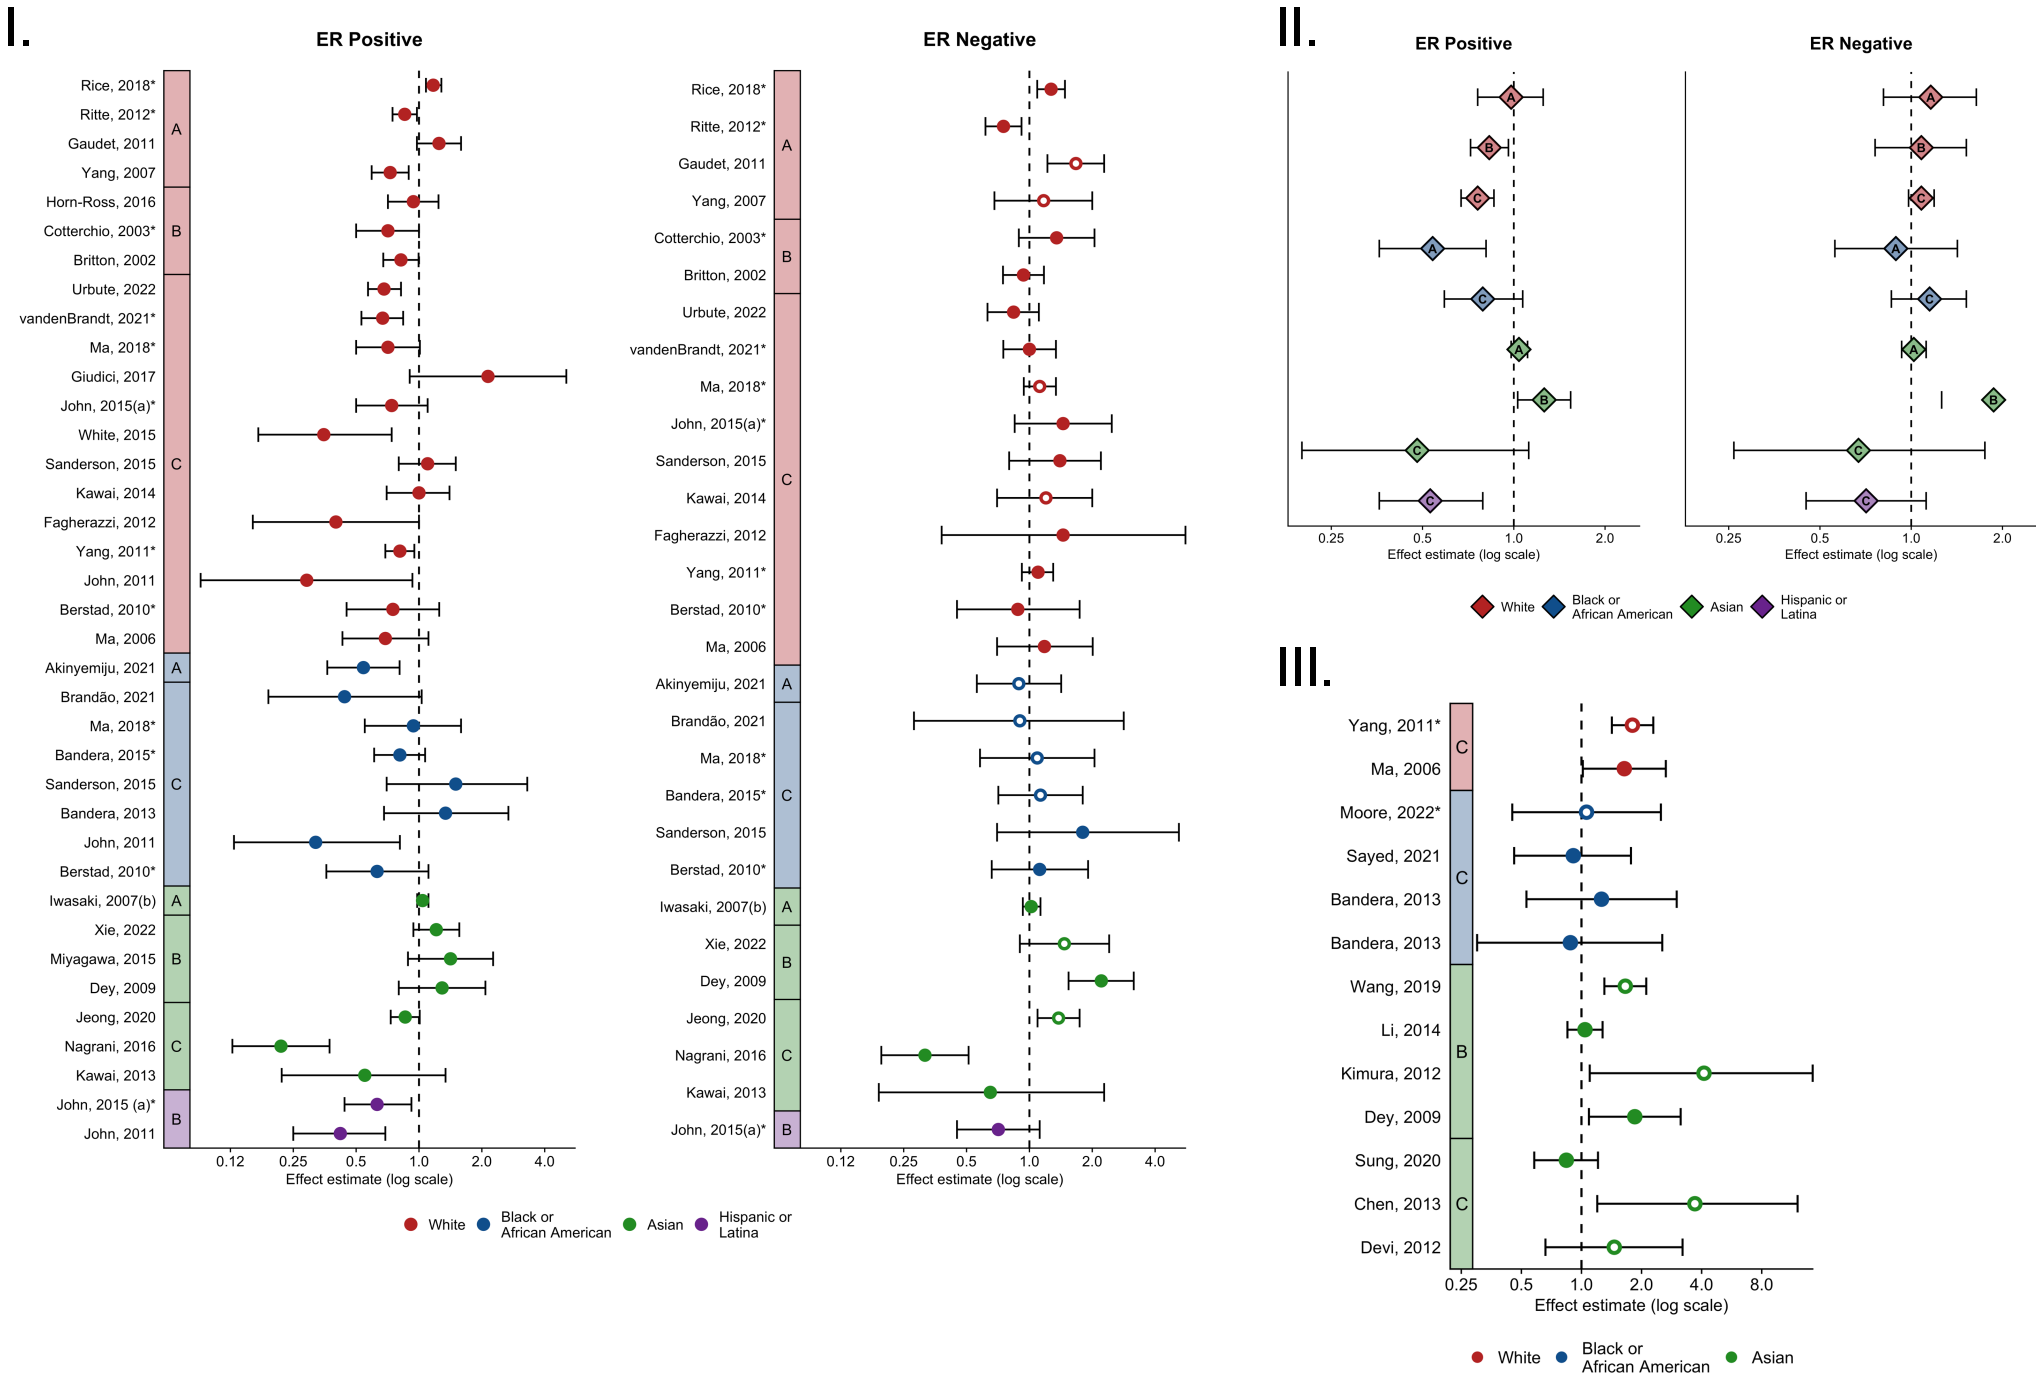 I.
ER Positive
Rice, 2018*
Ritte, 2012*
Gaudet, 2011
Yang, 2007
Horn-Ross, 2016
Cotterchio, 2003*
Britton, 2002
Urbute, 2022
vandenBrandt, 2021*
Ma, 2018*
Giudici, 2017
John, 2015(a)*
White, 2015
Sanderson, 2015
Kawai, 2014
Fagherazzi, 2012
Yang, 2011*
John, 2011
Berstad, 2010*
Ma, 2006
Akinyemiju, 2021
Brandão, 2021
Ma, 2018*
Bandera, 2015*
Sanderson, 2015
Bandera, 2013
John, 2011
Berstad, 2010*
Iwasaki, 2007(b)
Xie, 2022
Miyagawa, 2015
Dey, 2009
Jeong, 2020
Nagrani, 2016
Kawai, 2013
John, 2015 (a)*
John, 2011
A
B
C
A
C
A
B
C
B
0.12 0.25 0.5 1.0 2.0 4.0
Effect estimate (log scale)
ER Negative
Rice, 2018*
Ritte, 2012*
Gaudet, 2011
Yang, 2007
Cotterchio, 2003*
Britton, 2002
Urbute, 2022
vandenBrandt, 2021*
Ma, 2018*
John, 2015(a)*
Sanderson, 2015
Kawai, 2014
Fagherazzi, 2012
Yang, 2011*
Berstad, 2010*
Ma, 2006
Akinyemiju, 2021
Brandão, 2021
Ma, 2018*
Bandera, 2015*
Sanderson, 2015
Berstad, 2010*
Iwasaki, 2007(b)
Xie, 2022
Dey, 2009
Jeong, 2020
Nagrani, 2016
Kawai, 2013
John, 2015(a)*
A
B
C
A
C
A
B
C
B
0.12 0.25 0.5 1.0 2.0 4.0
Effect estimate (log scale)
White
Black or
African American
Asian
Hispanic or
Latina
II.
ER Positive
A
B
C
A
C
A
B
C
C
0.25 0.5 1.0 2.0
Effect estimate (log scale)
ER Negative
A
B
C
A
C
A
B
C
C
0.25 0.5 1.0 2.0
Effect estimate (log scale)
White
Black or
African American
Asian
Hispanic or
Latina
III.
Yang, 2011*
Ma, 2006
Moore, 2022*
Sayed, 2021
Bandera, 2013
Bandera, 2013
Wang, 2019
Li, 2014
Kimura, 2012
Dey, 2009
Sung, 2020
Chen, 2013
Devi, 2012
C
C
B
C
0.25 0.5 1.0 2.0 4.0 8.0
Effect estimate (log scale)
White
Black or
African American
Asian